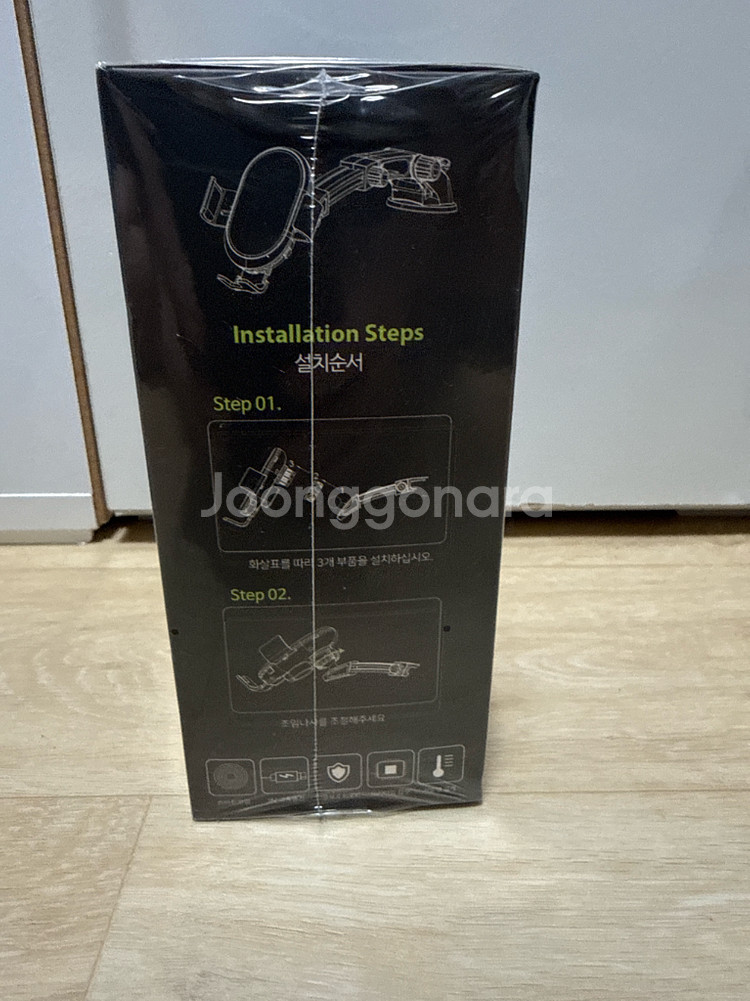 Installation Steps
설치순서
Step 01.
3
2
Joonggonara
화살표를 따라 3개 부품을 설치하십시오.
Step 02.
조임나사를 조정해주세요